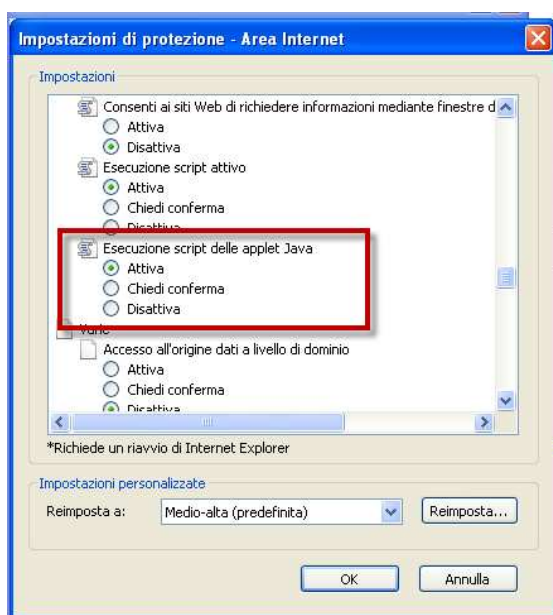 Impostazioni di protezione - Area Internet
Impostazioni
Consenti ai siti Web di richiedere informazioni mediante finestre d
Attiva
Disattiva
Esecuzione script attivo
Attiva
Chiedi conferma
Disattiva
Esecuzione script delle applet Java
Attiva
Chiedi conferma
Disattiva
Varie
Accesso all'origine dati a livello di dominio
Attiva
Chiedi conferma
Disattiva
*Richiede un riavvio di Internet Explorer
Impostazioni personalizzate
Reimposta a:
Medio-alta (predefinita)
Reimposta...
OK
Annulla